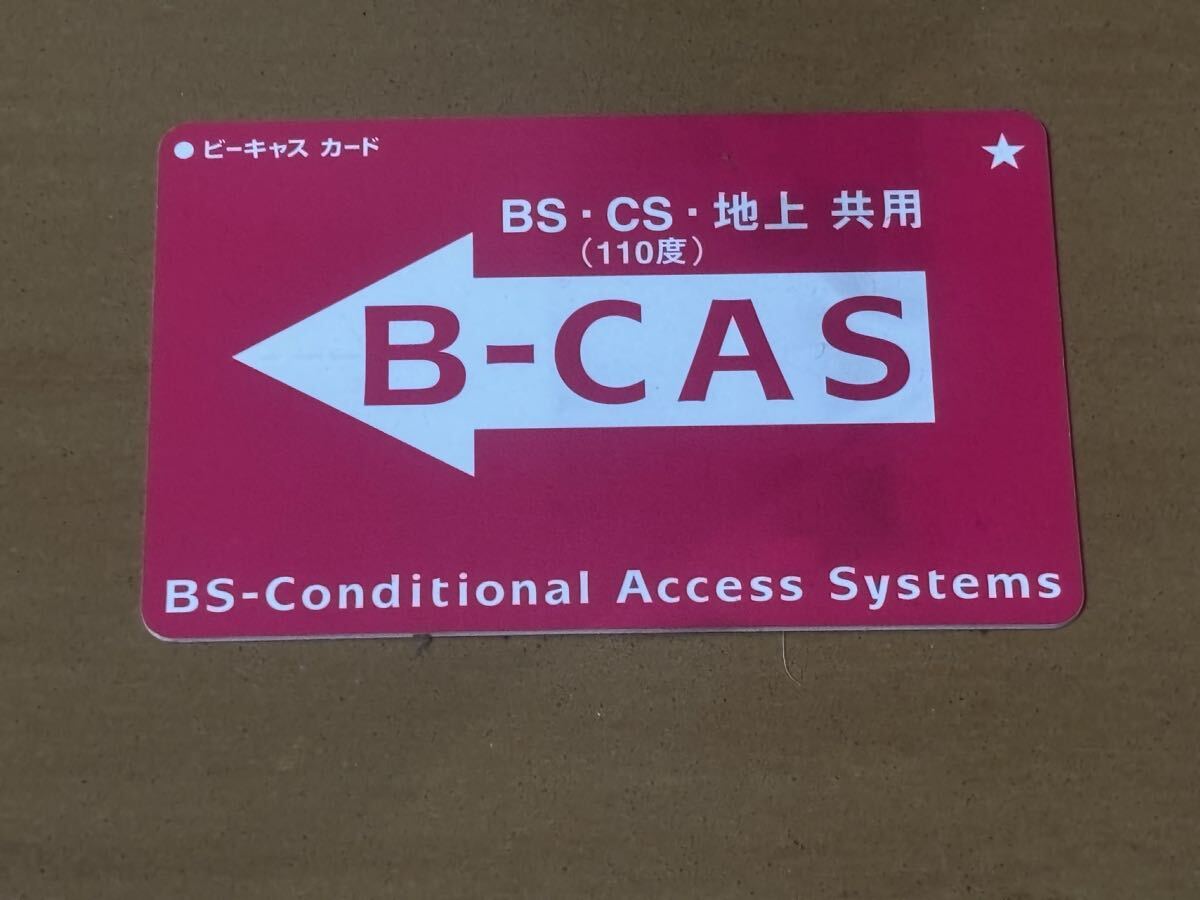 ● ビーキャス カード ★
BS・CS・地上 共用
(110度)
B-CAS
BS-Conditional Access Systems